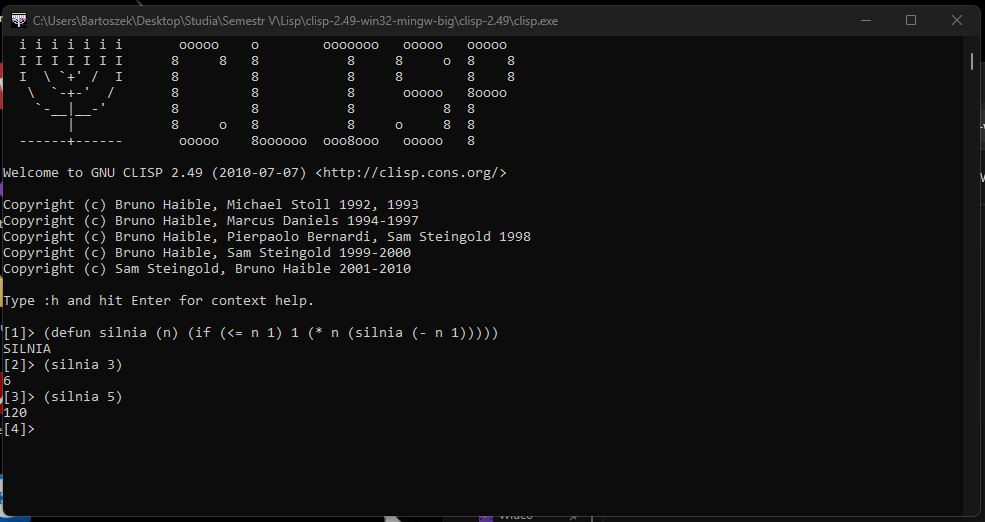 C:\Users\Bartoszek\Desktop\Studia\Semestr V\Lisp\clisp-2.49-win32-mingw-big\clisp-2.49\clisp.exe
  i i i i i i i       ooooo    o        ooooooo   ooooo   ooooo
  I I I I I I I      8     8   8           8     8     o  8    8
  I  \ `+' /  I      8         8           8     8        8    8
   \  `-+-'  /       8         8           8      ooooo   8oooo
    `-__|__-'        8         8           8           8  8
        |            8     o   8           8     o     8  8
  ------+------       ooooo    8oooooo  ooo8ooo   ooooo   8
Welcome to GNU CLISP 2.49 (2010-07-07) <http://clisp.cons.org/>
Copyright (c) Bruno Haible, Michael Stoll 1992, 1993
Copyright (c) Bruno Haible, Marcus Daniels 1994-1997
Copyright (c) Bruno Haible, Pierpaolo Bernardi, Sam Steingold 1998
Copyright (c) Bruno Haible, Sam Steingold 1999-2000
Copyright (c) Sam Steingold, Bruno Haible 2001-2010
Type :h and hit Enter for context help.
[1]> (defun silnia (n) (if (<= n 1) 1 (* n (silnia (- n 1)))))
SILNIA
[2]> (silnia 3)
6
[3]> (silnia 5)
120
[4]>